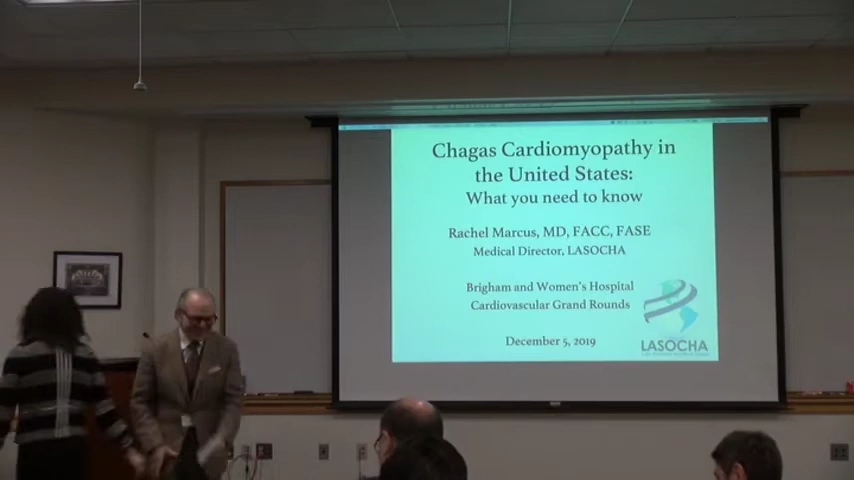 Chagas Cardiomyopathy in
the United States:
What you need to know
Rachel Marcus, MD, FACC, FASE
Medical Director, LASOCHA
Brigham and Women's Hospital
Cardiovascular Grand Rounds
December 5, 2019
LASOCHA